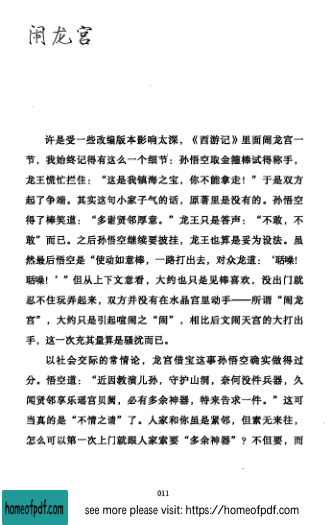 闹龙宫
许是受一些改编版本影响太深，《西游记》里面闹龙宫一
节，我始终记得有这么一个细节：孙悟空取金箍棒试得称手，
龙王慌忙拦住：“这是我镇海之宝，你不能拿走！”于是双方
起了争端。其实这句小家子气的话，原著里是没有的。孙悟空
得了棒笑道：“多谢贤邻厚意。”龙王只是答声：“不敢，不
敢”而已。之后孙悟空继续要披挂，龙王也算是妥为设法。虽
然最后悟空是“使动如意棒，一路打出去，对众龙道：‘聒噪！
聒噪！’”但从上下文意看，大约也只是见棒喜欢，没出门就
忍不住玩弄起来，双方并没有在水晶宫里动手——所谓“闹龙
宫”，大约只是引起喧闹之“闹”，相比后文闹天宫的大打出
手，这一次充其量算是骚扰而已。
以社会交际的常情论，龙宫借宝这事孙悟空确实做得过
分。悟空道：“近因教演儿孙，守护山洞，奈何没件兵器，久
闻贤邻享乐瑶宫贝阙，必有多余神器，特来告求一件。”这可
当真是“不情之请”了。人家和你虽是紧邻，但素无来往，
怎么可以第一次上门就跟人家索要“多余神器”？不但要，而
011
homeofpdf.com
see more please visit: https://homeofpdf.com